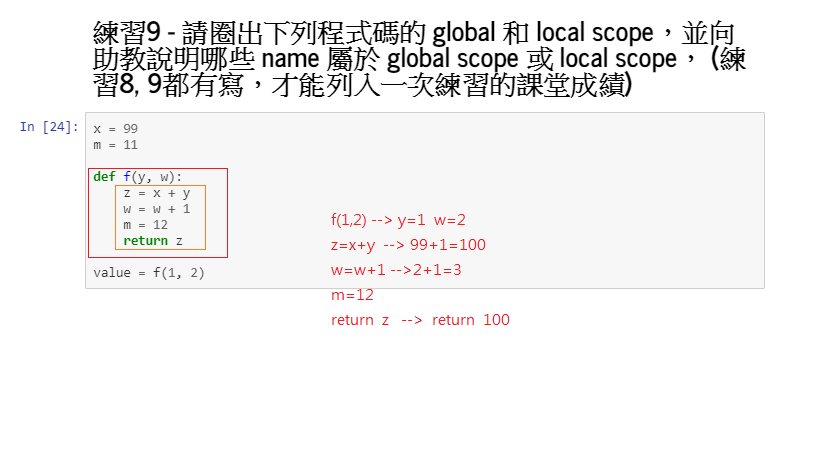 練習9 - 請圈出下列程式碼的 global 和 local scope，並向
助教說明哪些 name 屬於 global scope 或 local scope， (練
習8, 9都有寫，才能列入一次練習的課堂成績)
In [24]:
x = 99
m = 11
def f(y, w):
z = x + y
w = w + 1
m = 12
return z
value = f(1, 2)
f(1,2) --> y=1 w=2
z=x+y --> 99+1=100
w=w+1 -->2+1=3
m=12
return z --> return 100